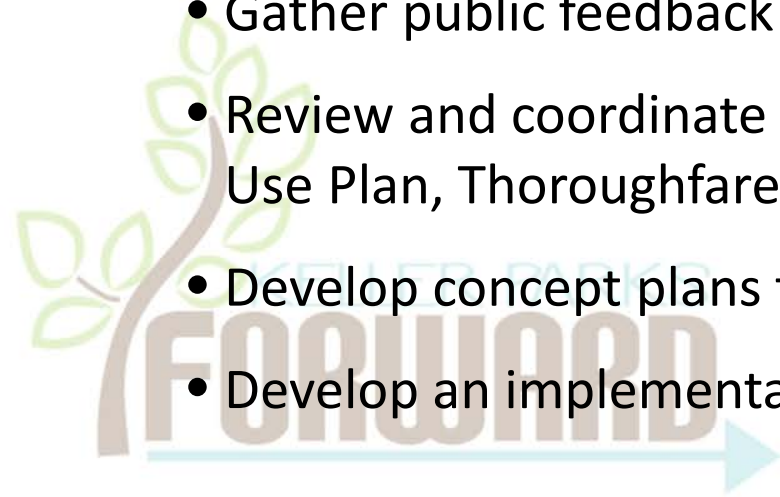 • Gather public feedback
• Review and coordinate
Use Plan, Thoroughfare
• Develop concept plans
KELLER PARKS
• Develop an implementa
FORWARD